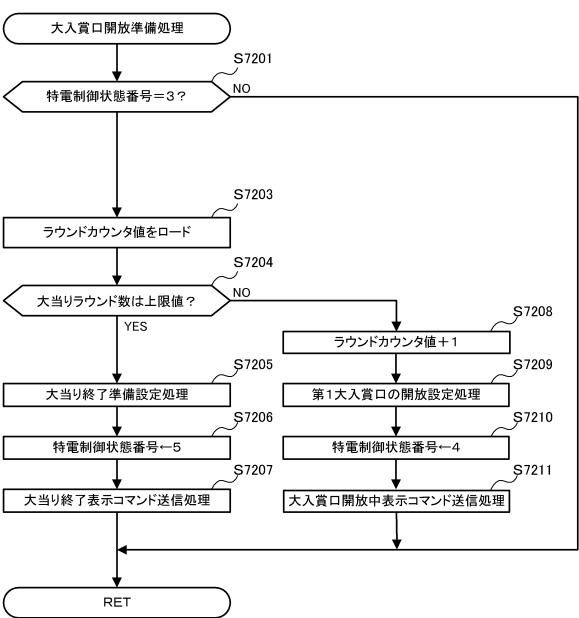 大入賞口開放準備処理
S7201
特電制御状態番号＝3？
NO
S7203
ラウンドカウンタ値をロード
S7204
大当りラウンド数は上限値？
NO
YES
S7208
ラウンドカウンタ値＋1
S7205
大当り終了準備設定処理
S7209
第1大入賞口の開放設定処理
S7206
特電制御状態番号←5
S7210
特電制御状態番号←4
S7207
大当り終了表示コマンド送信処理
S7211
大入賞口開放中表示コマンド送信処理
RET